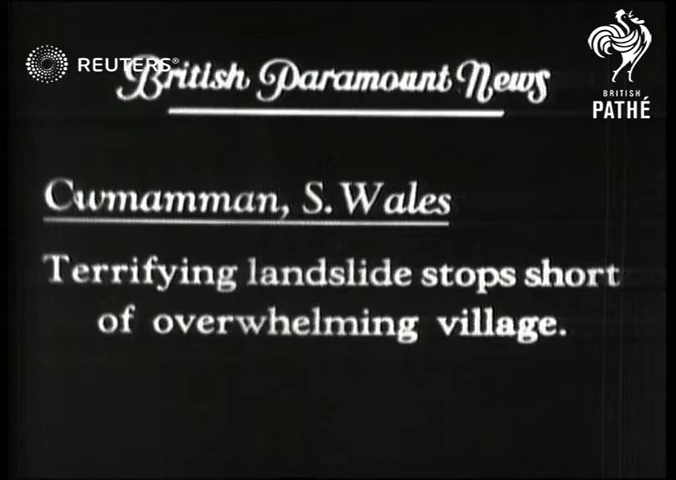 REUTERS®
British Paramount News
BRITISH
PATHÉ
Cwmamman, S. Wales
Terrifying landslide stops short
of overwhelming village.